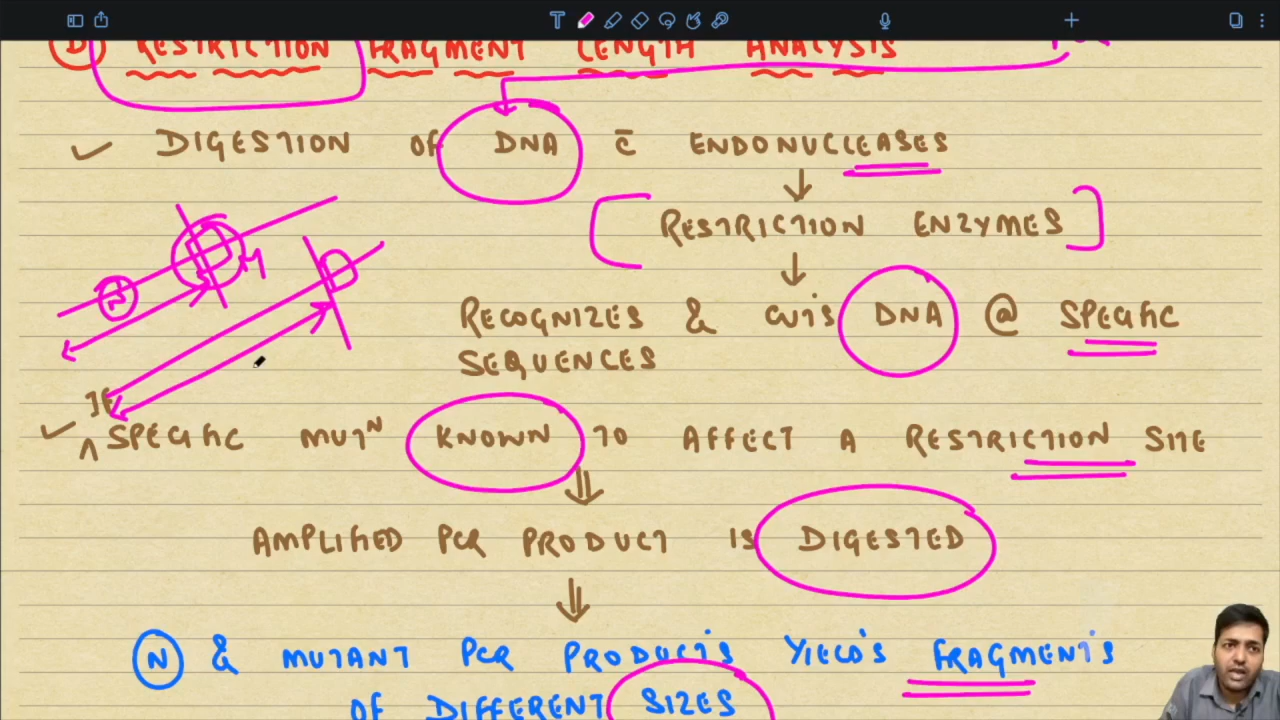 (D) RESTRICTION FRAGMENT LENGTH ANALYSIS
✓ DIGESTION OF DNA c̄ ENDONUCLEASES
↓
[RESTRICTION ENZYMES]
↓
N
M
RECOGNIZES & CUTS DNA @ SPECIFIC
SEQUENCES
IF
✓ ^ SPECIFIC MUTᴺ KNOWN TO AFFECT A RESTRICTION SITE
⇓
AMPLIFIED PCR PRODUCT IS DIGESTED
⇓
(N) & MUTANT PCR PRODUCTS YIELDS FRAGMENTS
OF DIFFERENT SIZES